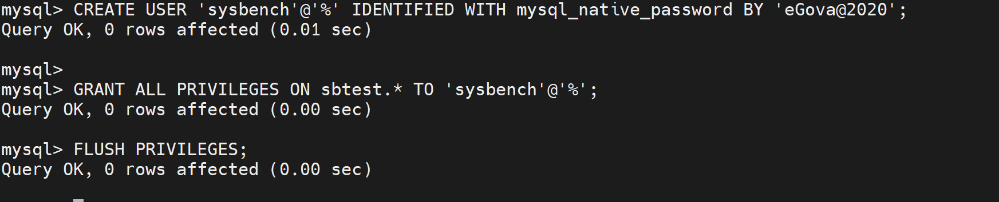 mysql> CREATE USER 'sysbench'@'%' IDENTIFIED WITH mysql_native_password BY 'eGova@2020';
Query OK, 0 rows affected (0.01 sec)
mysql>
mysql> GRANT ALL PRIVILEGES ON sbtest.* TO 'sysbench'@'%';
Query OK, 0 rows affected (0.00 sec)
mysql> FLUSH PRIVILEGES;
Query OK, 0 rows affected (0.00 sec)